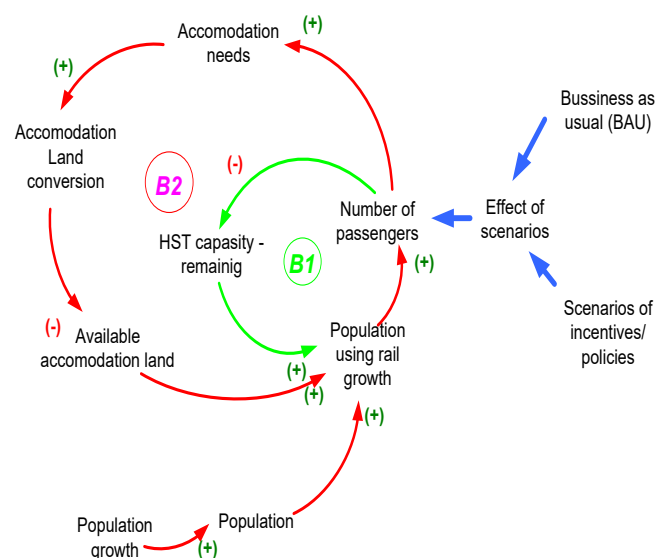 (+)
Accomodation
needs
(+)
Bussiness as
usual (BAU)
Accomodation
Land
conversion
B2
(-)
Number of
passengers
Effect of
scenarios
HST capasity -
remainig
B1
(+)
Scenarios of
incentives/
policies
(-)
Available
accomodation land
Population
using rail
growth
(+)
(+)
(+)
Population
growth
(+)
Population